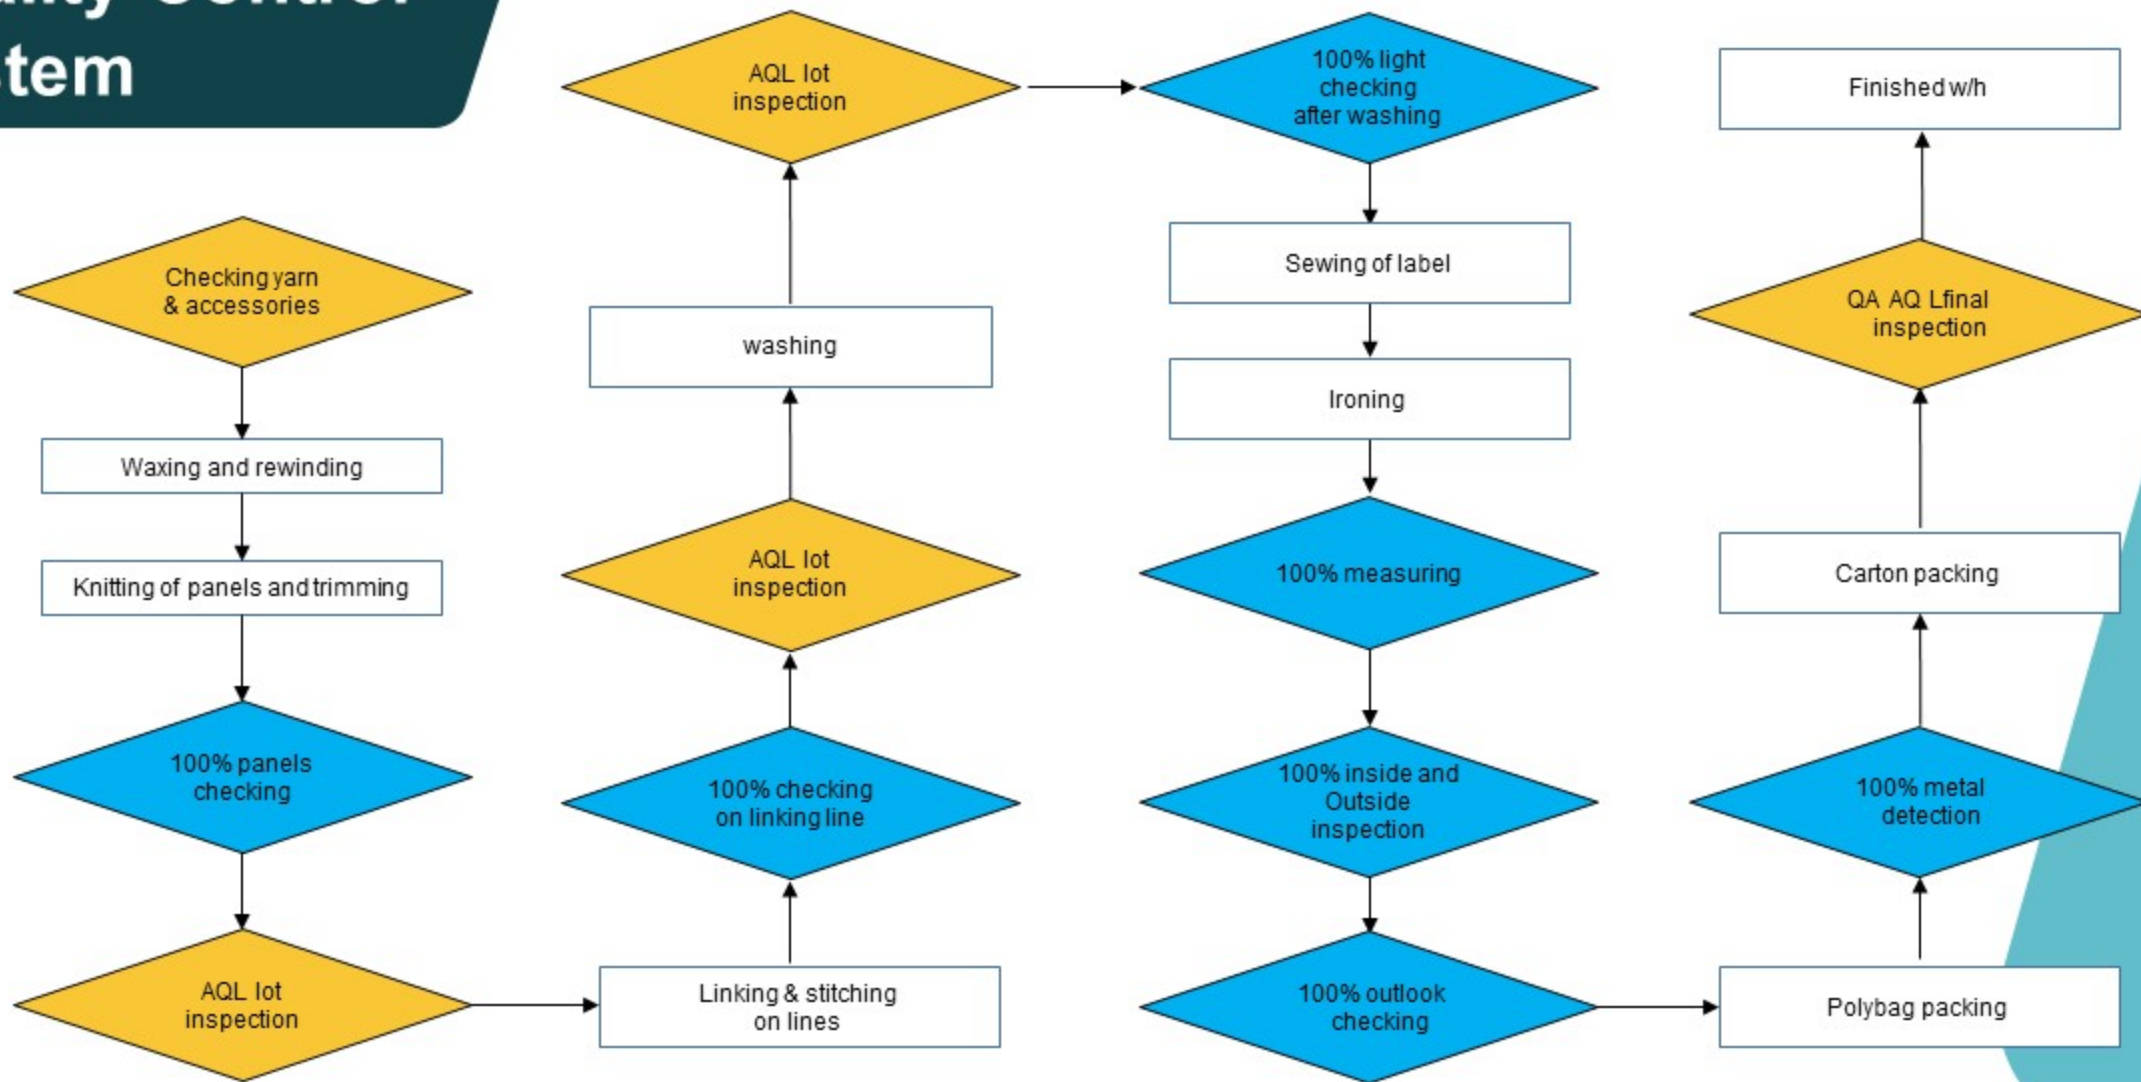 ality Control
stem
Checking yarn
& accessories
Waxing and rewinding
Knitting of panels and trimming
100% panels
checking
AQL lot
inspection
Linking & stitching
on lines
100% checking
on linking line
AQL lot
inspection
washing
AQL lot
inspection
100% light
checking
after washing
Sewing of label
Ironing
100% measuring
100% inside and
Outside
inspection
100% outlook
checking
Polybag packing
100% metal
detection
Carton packing
QA AQ Lfinal
inspection
Finished w/h